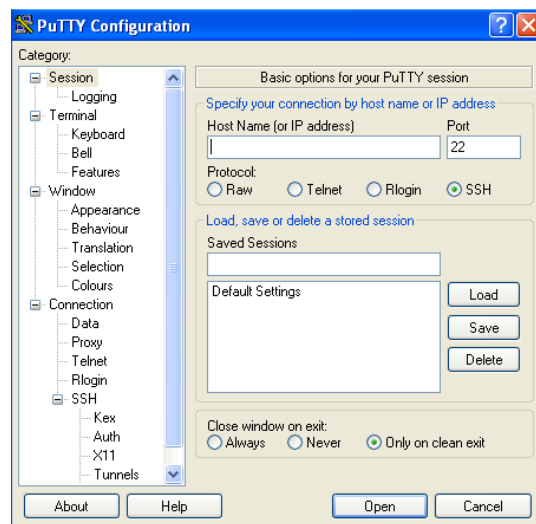 PuTTY Configuration
Category:
Session
Logging
Terminal
Keyboard
Bell
Features
Window
Appearance
Behaviour
Translation
Selection
Colours
Connection
Data
Proxy
Telnet
Rlogin
SSH
Kex
Auth
X11
Tunnels
Basic options for your PuTTY session
Specify your connection by host name or IP address
Host Name (or IP address) Port
22
Protocol:
Raw Telnet Rlogin SSH
Load, save or delete a stored session
Saved Sessions
Default Settings
Load
Save
Delete
Close window on exit:
Always Never Only on clean exit
About Help Open Cancel